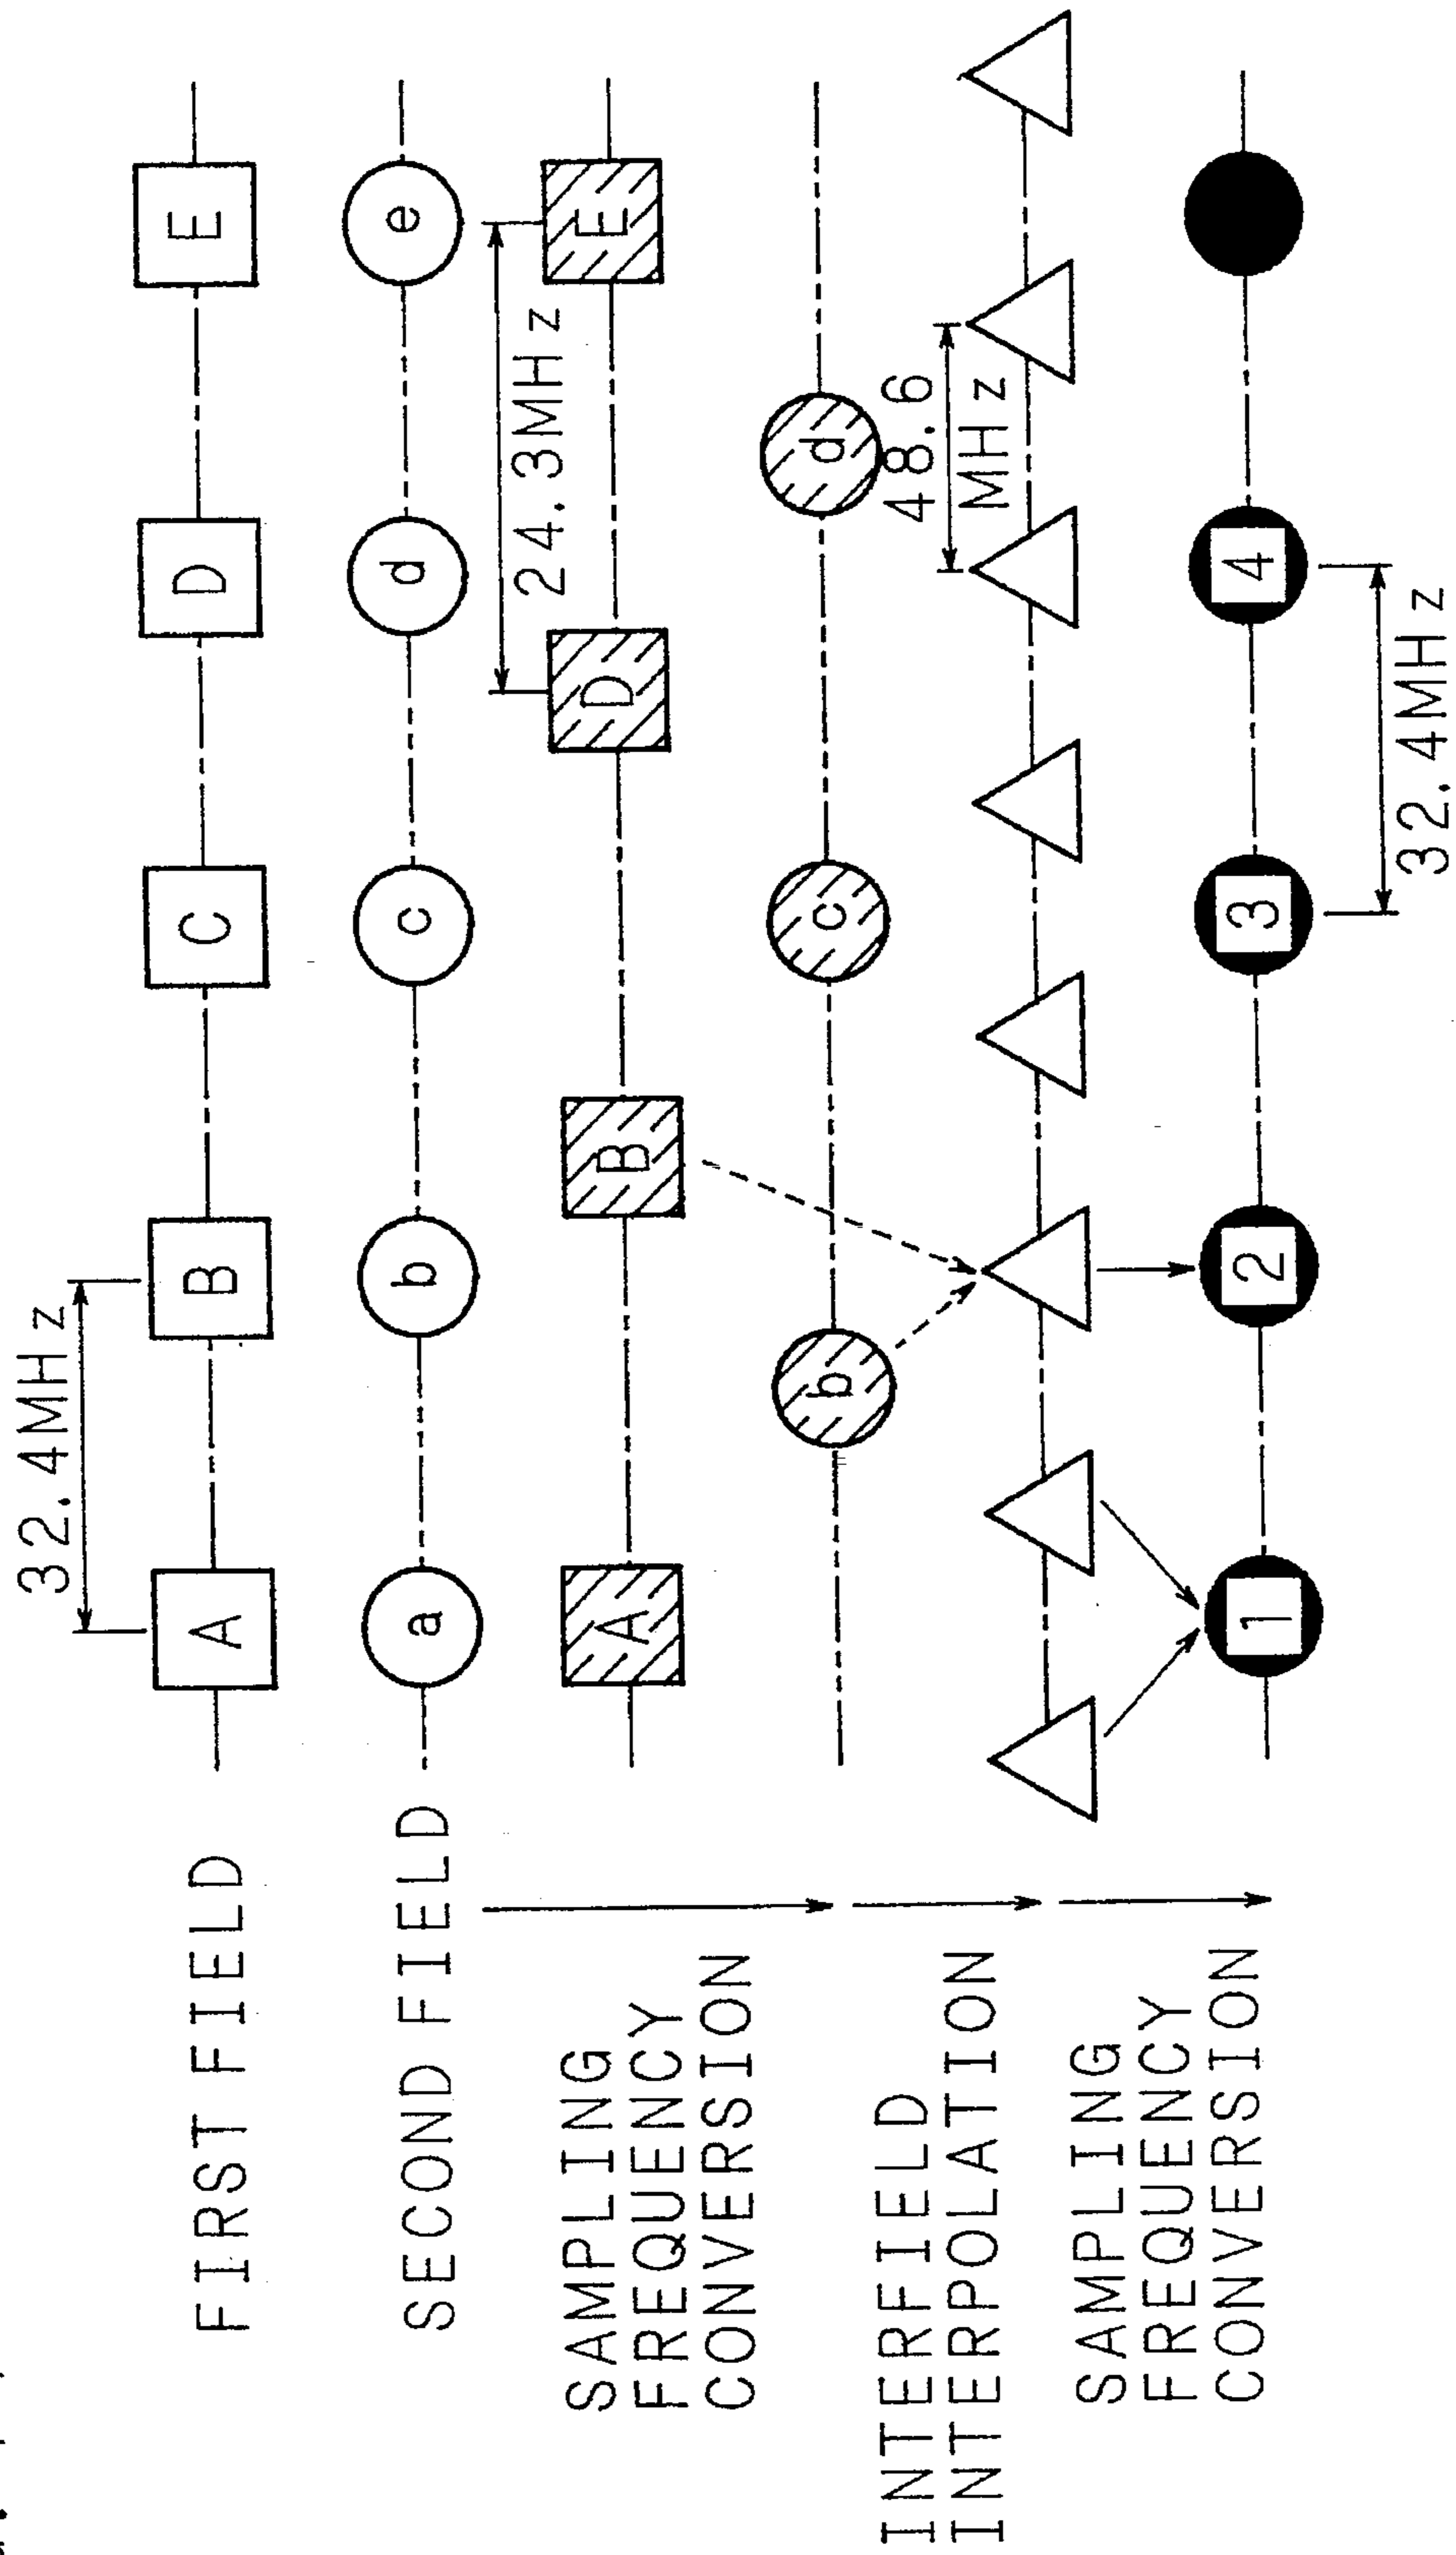 32.4MHz
FIRST FIELD
A
B
C
D
E
SECOND FIELD
a
b
c
d
e
24.3MHz
SAMPLING
FREQUENCY
CONVERSION
A
B
D
E
b
c
d
INTERFIELD
INTERPOLATION
48.6
MHz
SAMPLING
FREQUENCY
CONVERSION
1
2
3
4
32.4MHz